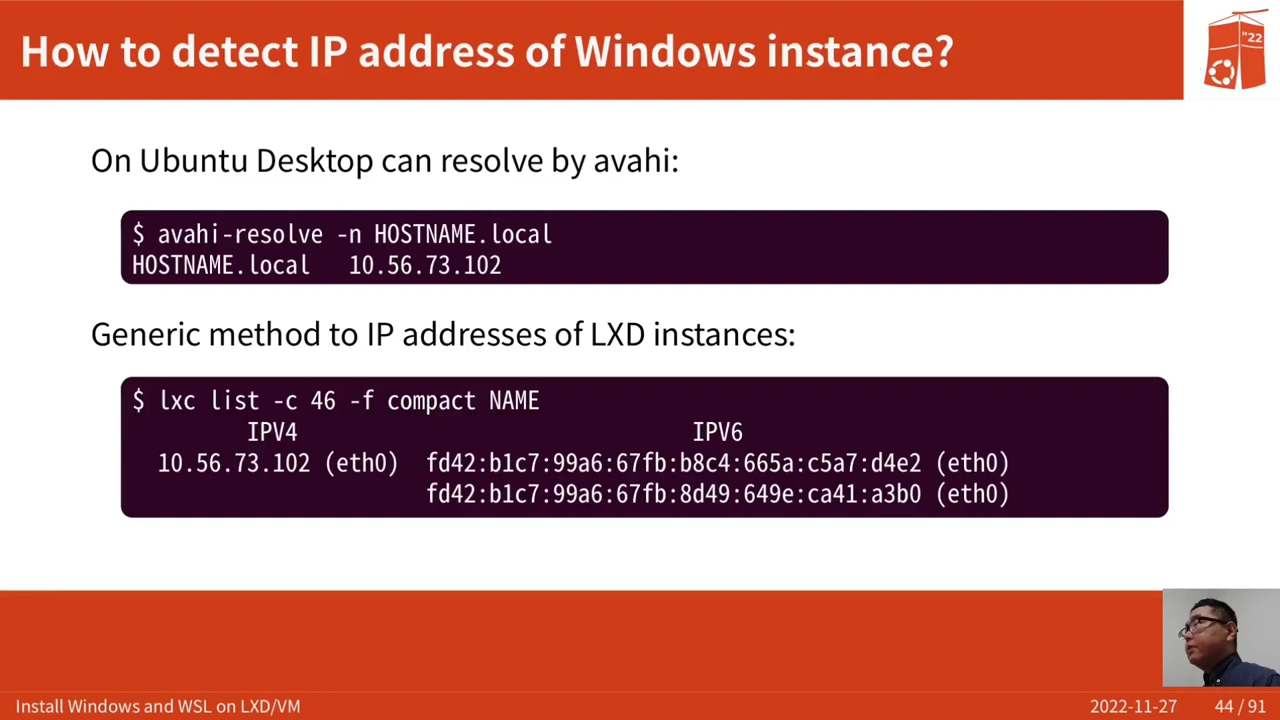 How to detect IP address of Windows instance?
"22
On Ubuntu Desktop can resolve by avahi:
$ avahi-resolve -n HOSTNAME.local
HOSTNAME.local 10.56.73.102
Generic method to IP addresses of LXD instances:
$ lxc list -c 46 -f compact NAME
IPV4 IPV6
10.56.73.102 (eth0) fd42:b1c7:99a6:67fb:b8c4:665a:c5a7:d4e2 (eth0)
fd42:b1c7:99a6:67fb:8d49:649e:ca41:a3b0 (eth0)
Install Windows and WSL on LXD/VM 2022-11-27 44 / 91